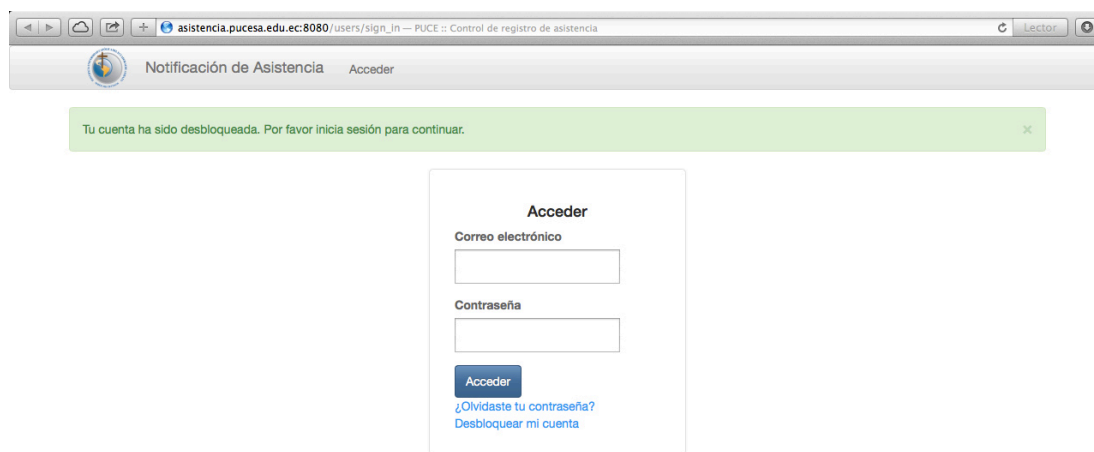 asistencia.pucesa.edu.ec:8080/users/sign_in — PUCE :: Control de registro de asistencia
Lector
Notificación de Asistencia Acceder
Tu cuenta ha sido desbloqueada. Por favor inicia sesión para continuar.
Acceder
Correo electrónico
Contraseña
Acceder
¿Olvidaste tu contraseña?
Desbloquear mi cuenta